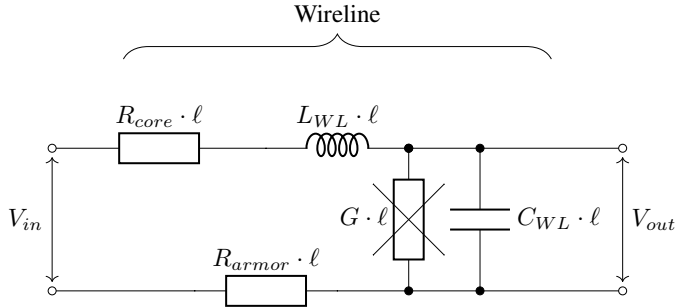 Wireline
R_core · ℓ
L_WL · ℓ
V_in
G · ℓ
C_WL · ℓ
V_out
R_armor · ℓ